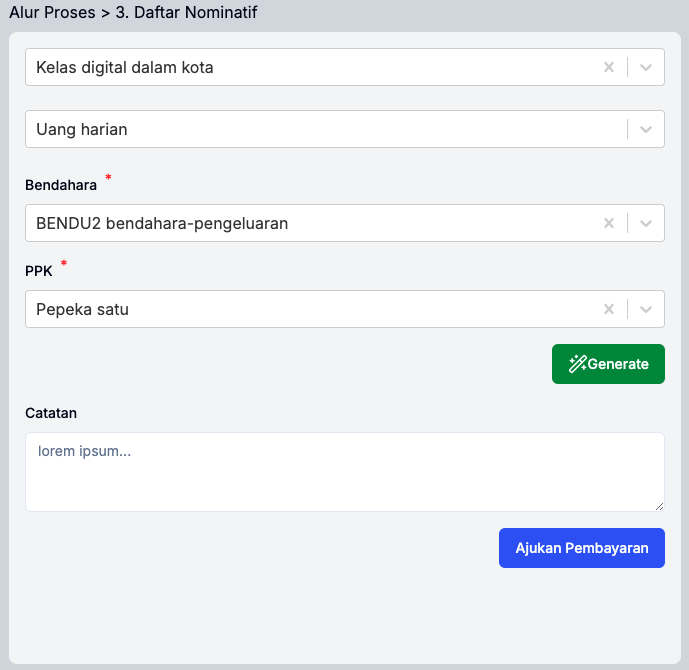 Alur Proses > 3. Daftar Nominatif
Kelas digital dalam kota
Uang harian
Bendahara *
BENDU2 bendahara-pengeluaran
PPK *
Pepeka satu
Generate
Catatan
lorem ipsum...
Ajukan Pembayaran